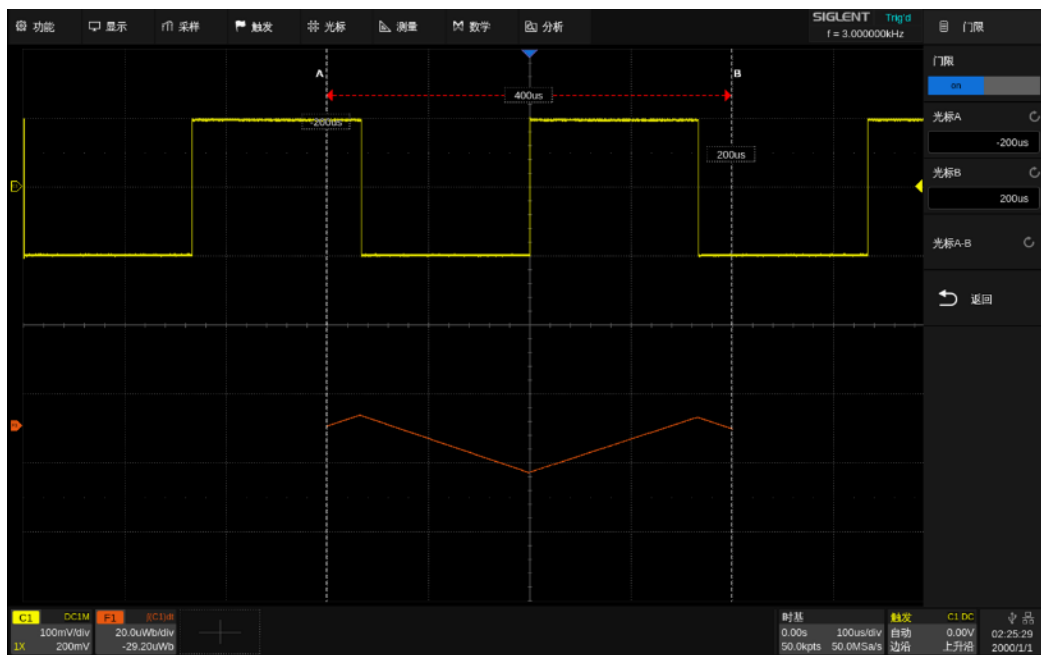 功能 显示 采样 触发 光标 测量 数学 分析
SIGLENT Trig'd
f = 3.000000kHz
门限
门限
on
光标A
-200us
光标B
200us
光标A-B
返回
A
B
400us
-200us
200us
C1 DC1M
100mV/div
1X 200mV
F1 ∫(C1)dt
20.0uWb/div
-29.20uWb
时基
0.00s 100us/div
50.0kpts 50.0MSa/s
触发 C1 DC
自动 0.00V
边沿 上升沿
02:25:29
2000/1/1